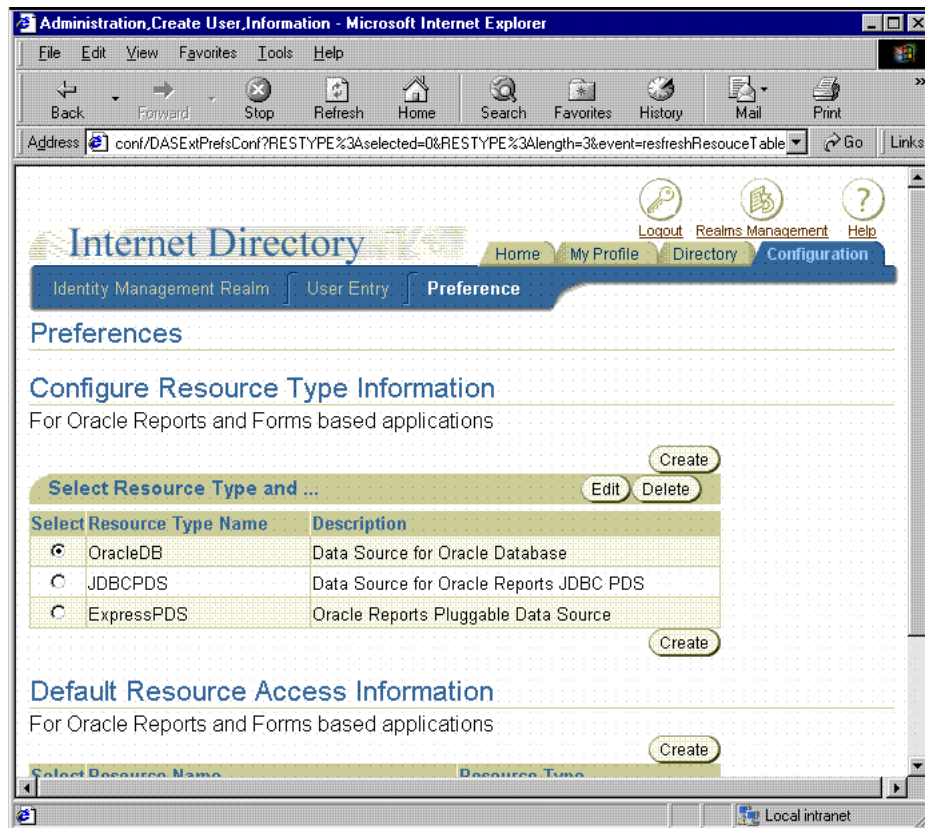 Administration,Create User,Information - Microsoft Internet Explorer
File Edit View Favorites Tools Help
Back Forward Stop Refresh Home Search Favorites History Mail Print »
Address conf/DASExtPrefsConf?RESTYPE%3Aselected=0&RESTYPE%3Alength=3&event=resfreshResouceTable Go Links
Logout Realms Management Help
Internet Directory
Home My Profile Directory Configuration
Identity Management Realm User Entry Preference
Preferences
Configure Resource Type Information
For Oracle Reports and Forms based applications
Create
Select Resource Type and ... Edit Delete
Select Resource Type Name Description
OracleDB Data Source for Oracle Database
JDBCPDS Data Source for Oracle Reports JDBC PDS
ExpressPDS Oracle Reports Pluggable Data Source
Create
Default Resource Access Information
For Oracle Reports and Forms based applications
Create
Select Resource Name Resource Type
Local intranet